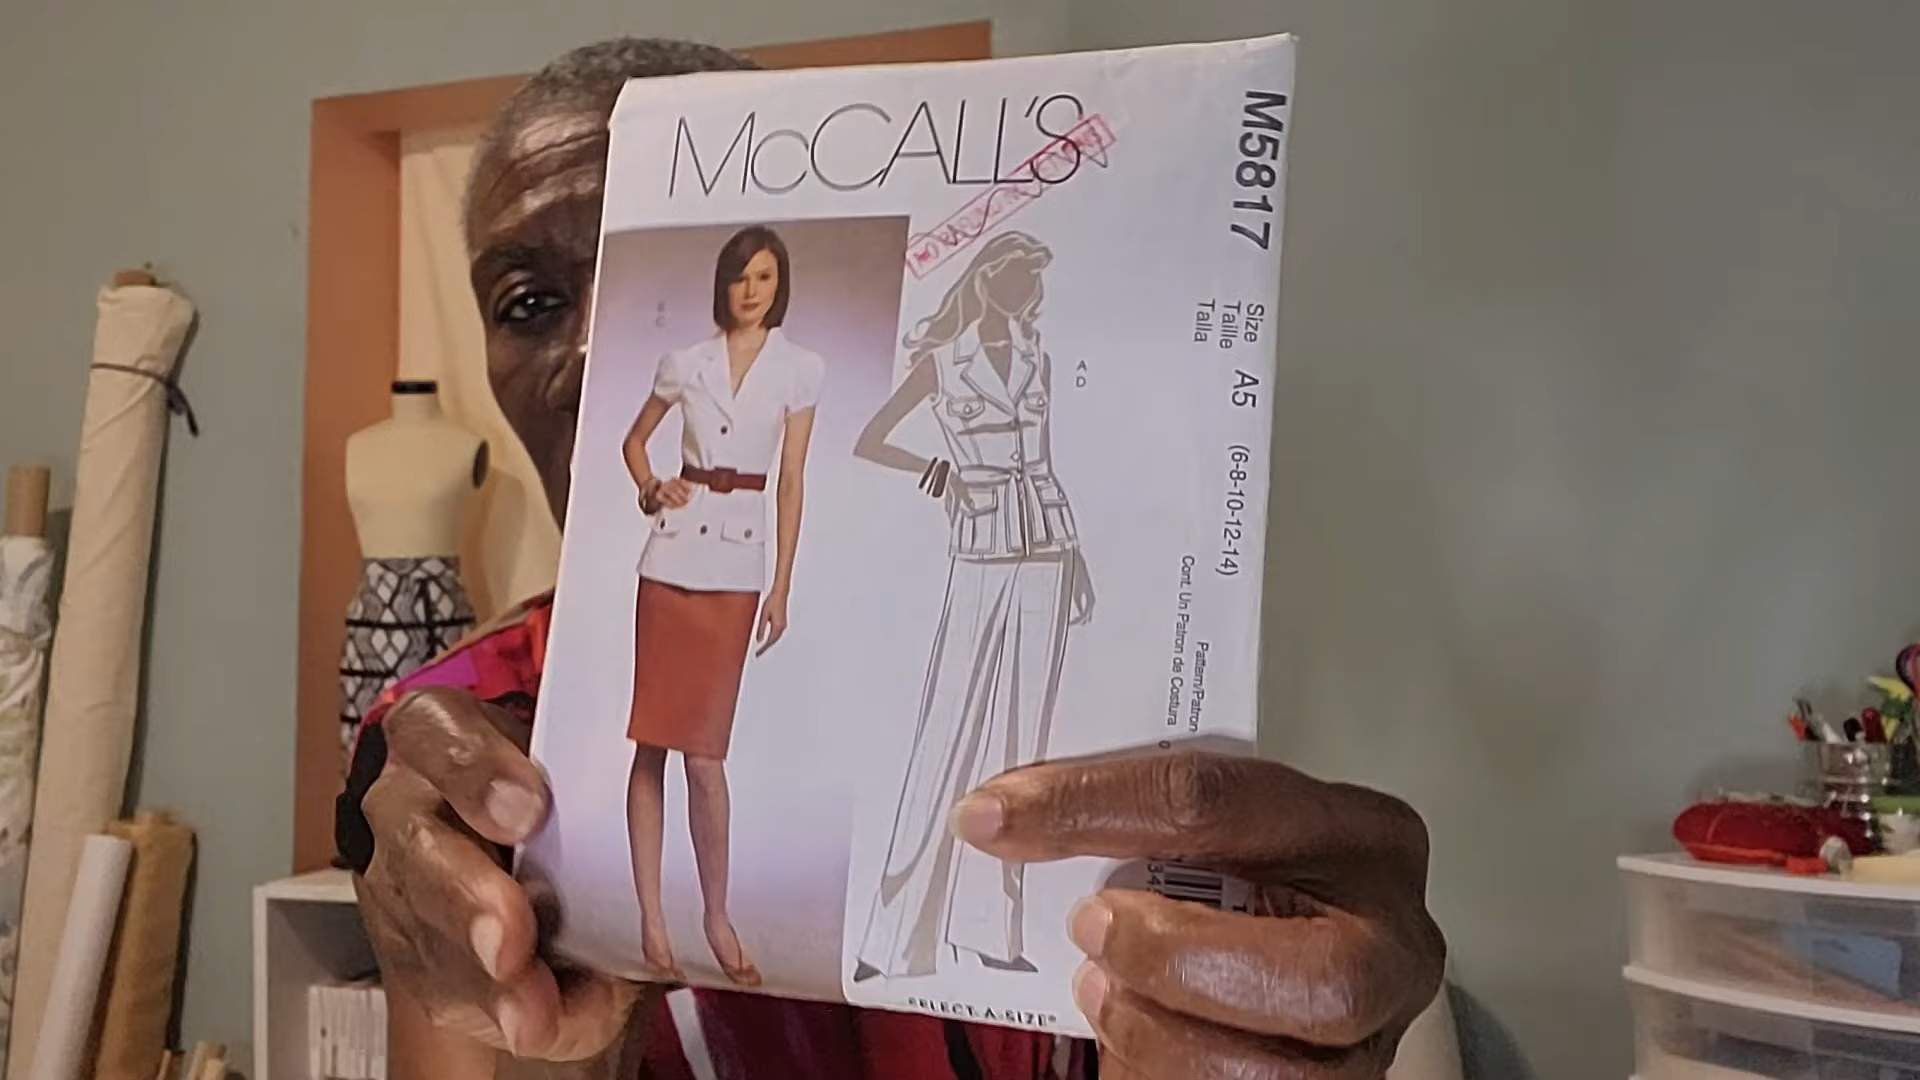 McCALL'S
M5817
Size
Taille
Talla
A5
(6-8-10-12-14)
B
C
A
D
Pattern/Patron
Cont. Un Patron de Costura
SELECT-A-SIZE®